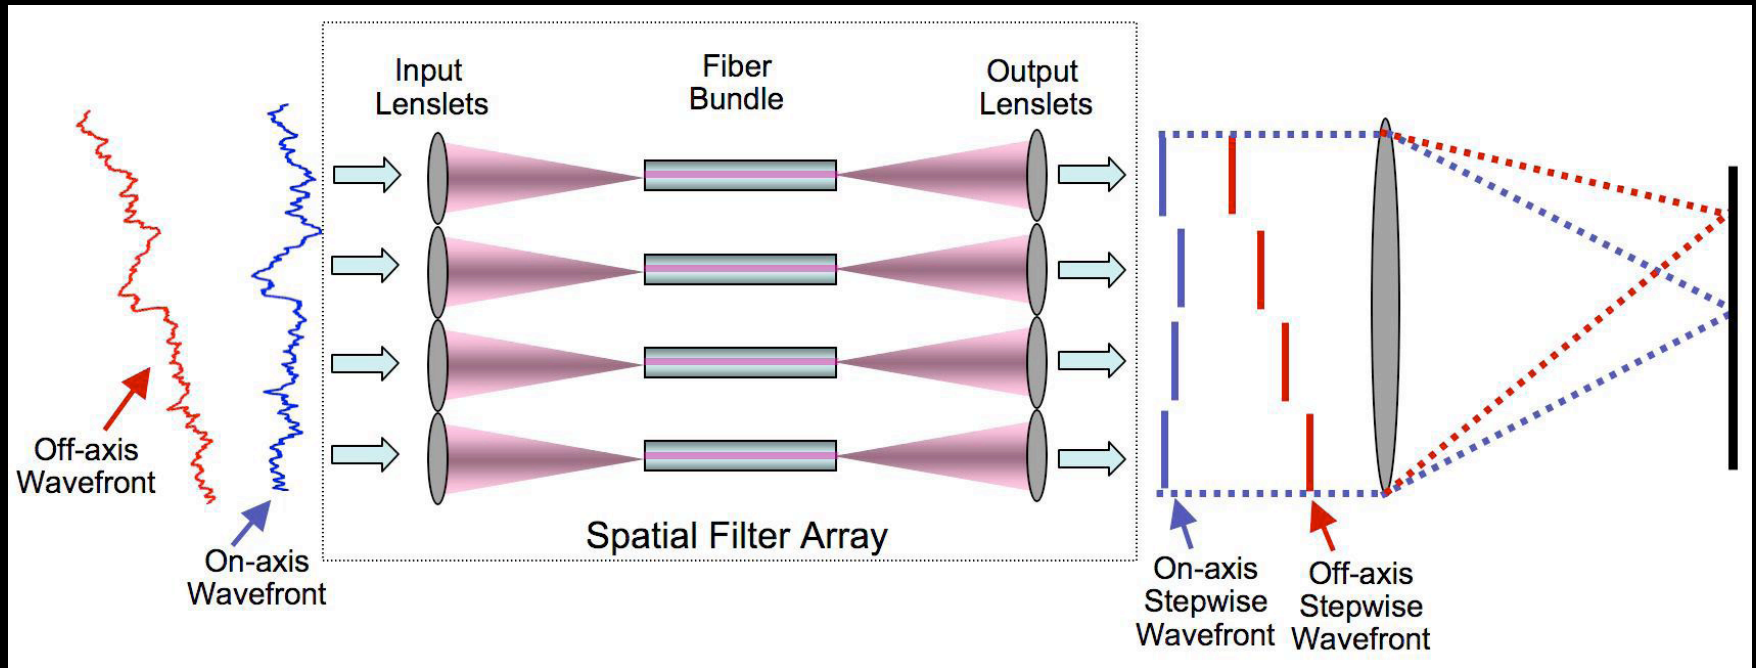 Input
Lenslets
Fiber
Bundle
Output
Lenslets
Off-axis
Wavefront
On-axis
Wavefront
Spatial Filter Array
On-axis
Stepwise
Wavefront
Off-axis
Stepwise
Wavefront